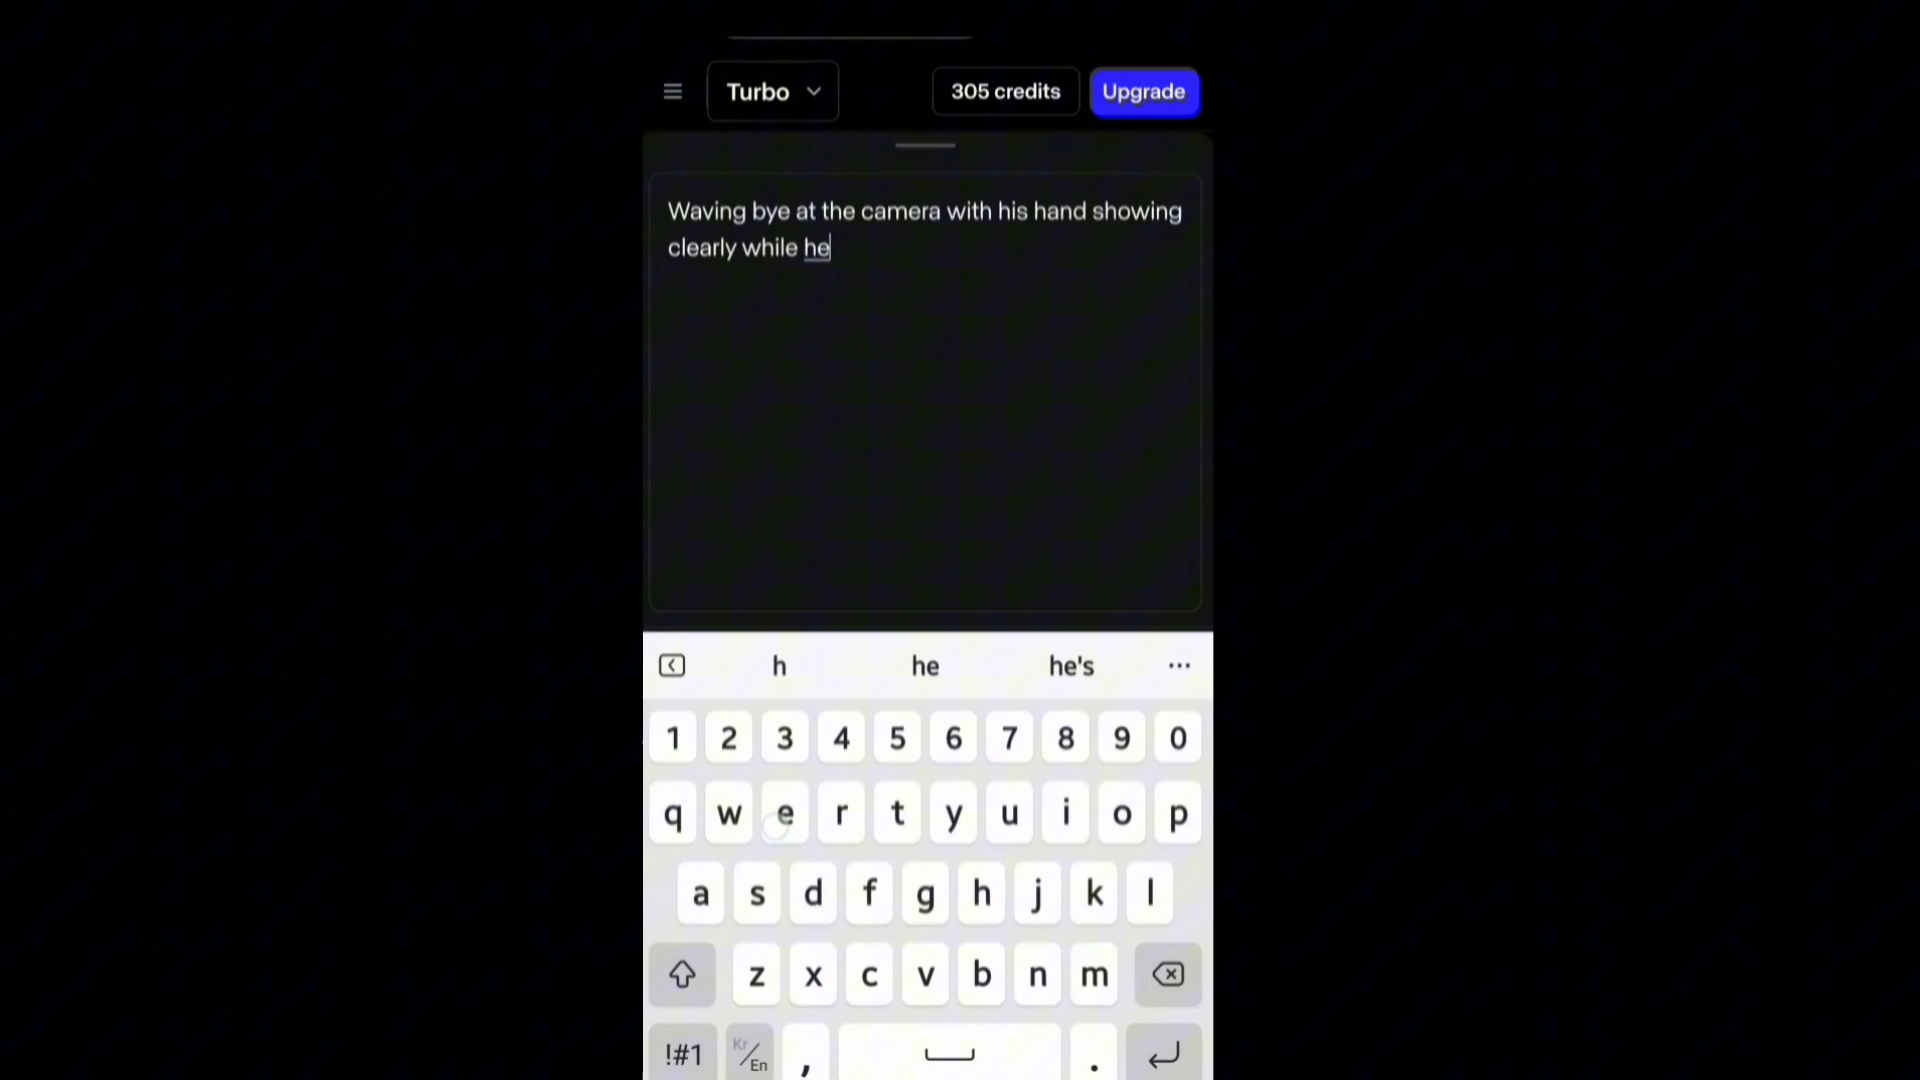 Turbo
305 credits
Upgrade
Waving bye at the camera with his hand showing
clearly while he
h he he's
1 2 3 4 5 6 7 8 9 0
q w e r t y u i o p
a s d f g h j k l
z x c v b n m
!#1 Kr/En , .